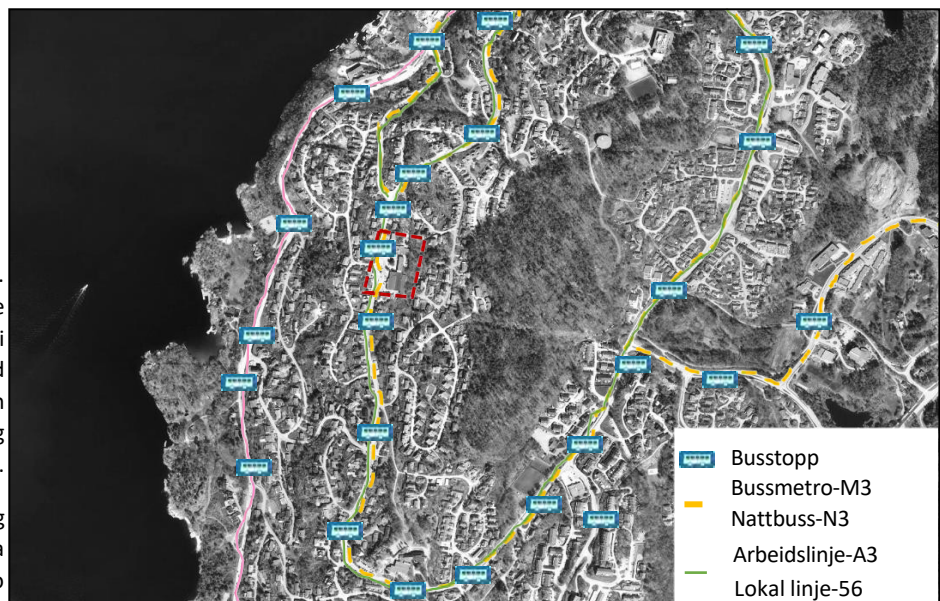 Busstopp
Bussmetro-M3
Nattbuss-N3
Arbeidslinje-A3
Lokal linje-56